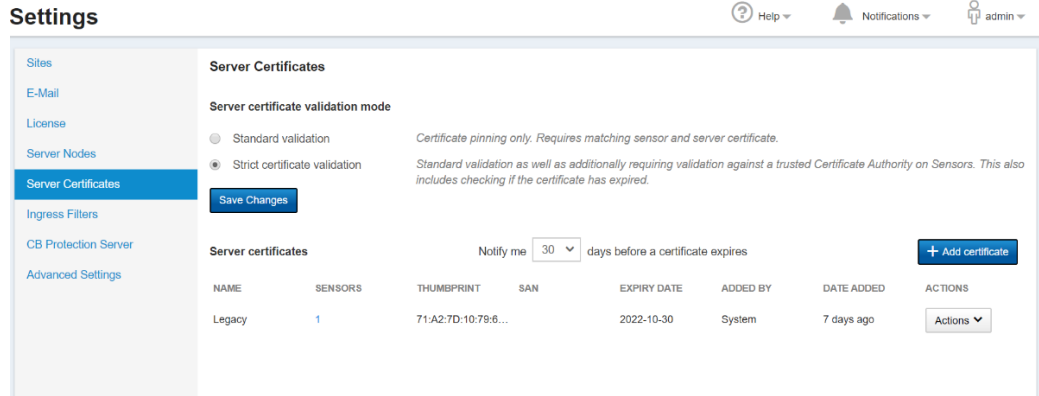 Settings
Help
Notifications
admin
Sites
E-Mail
License
Server Nodes
Server Certificates
Ingress Filters
CB Protection Server
Advanced Settings
Server Certificates
Server certificate validation mode
Standard validation
Certificate pinning only. Requires matching sensor and server certificate.
Strict certificate validation
Standard validation as well as additionally requiring validation against a trusted Certificate Authority on Sensors. This also
includes checking if the certificate has expired.
Save Changes
Server certificates
Notify me 30 days before a certificate expires
+ Add certificate
NAME SENSORS THUMBPRINT SAN EXPIRY DATE ADDED BY DATE ADDED ACTIONS
Legacy 1 71:A2:7D:10:79:6... 2022-10-30 System 7 days ago Actions